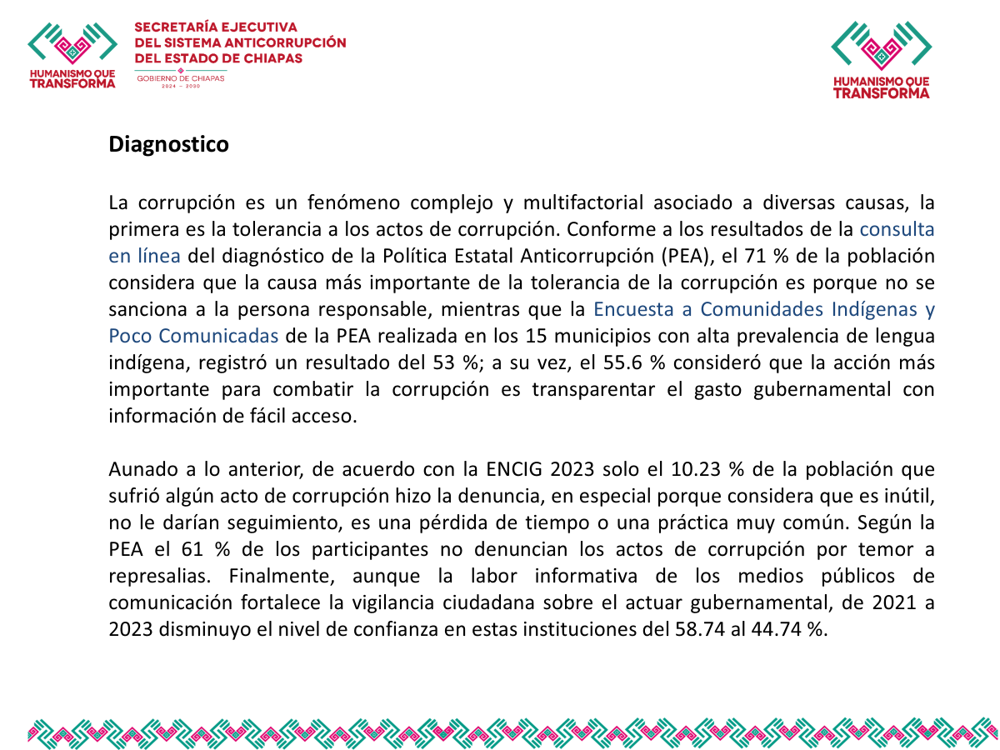 SECRETARÍA EJECUTIVA
DEL SISTEMA ANTICORRUPCIÓN
DEL ESTADO DE CHIAPAS
GOBIERNO DE CHIAPAS
2024 – 2030
HUMANISMO QUE
TRANSFORMA
HUMANISMO QUE
TRANSFORMA
Diagnostico
La corrupción es un fenómeno complejo y multifactorial asociado a diversas causas, la
primera es la tolerancia a los actos de corrupción. Conforme a los resultados de la consulta
en línea del diagnóstico de la Política Estatal Anticorrupción (PEA), el 71 % de la población
considera que la causa más importante de la tolerancia de la corrupción es porque no se
sanciona a la persona responsable, mientras que la Encuesta a Comunidades Indígenas y
Poco Comunicadas de la PEA realizada en los 15 municipios con alta prevalencia de lengua
indígena, registró un resultado del 53 %; a su vez, el 55.6 % consideró que la acción más
importante para combatir la corrupción es transparentar el gasto gubernamental con
información de fácil acceso.
Aunado a lo anterior, de acuerdo con la ENCIG 2023 solo el 10.23 % de la población que
sufrió algún acto de corrupción hizo la denuncia, en especial porque considera que es inútil,
no le darían seguimiento, es una pérdida de tiempo o una práctica muy común. Según la
PEA el 61 % de los participantes no denuncian los actos de corrupción por temor a
represalias. Finalmente, aunque la labor informativa de los medios públicos de
comunicación fortalece la vigilancia ciudadana sobre el actuar gubernamental, de 2021 a
2023 disminuyo el nivel de confianza en estas instituciones del 58.74 al 44.74 %.